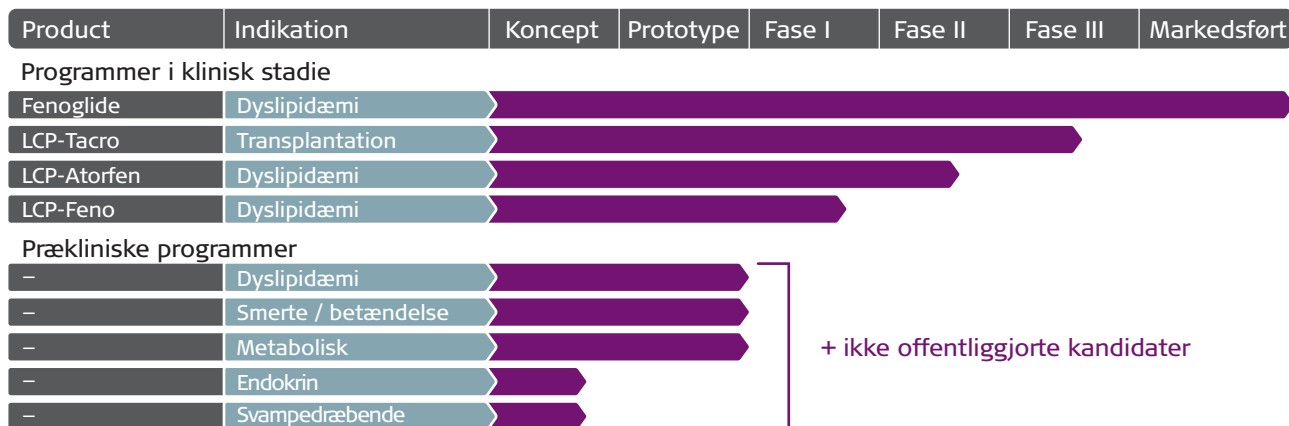 Product Indikation Koncept Prototype Fase I Fase II Fase III Markedsført
Programmer i klinisk stadie
Fenoglide Dyslipidæmi
LCP-Tacro Transplantation
LCP-Atorfen Dyslipidæmi
LCP-Feno Dyslipidæmi
Prækliniske programmer
– Dyslipidæmi
– Smerte / betændelse
– Metabolisk + ikke offentliggjorte kandidater
– Endokrin
– Svampedræbende